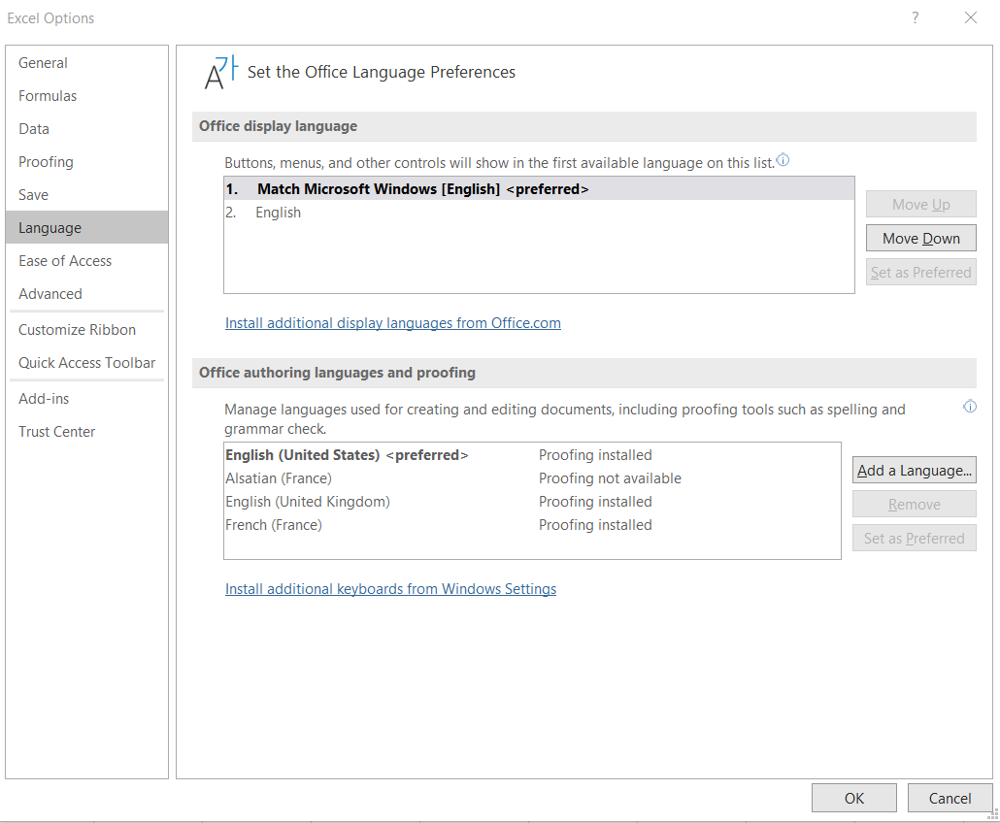 Excel Options
?
General
Formulas
Data
Proofing
Save
Language
Ease of Access
Advanced
Customize Ribbon
Quick Access Toolbar
Add-ins
Trust Center
Set the Office Language Preferences
Office display language
Buttons, menus, and other controls will show in the first available language on this list.
1. Match Microsoft Windows [English] <preferred>
2. English
Move Up
Move Down
Set as Preferred
Install additional display languages from Office.com
Office authoring languages and proofing
Manage languages used for creating and editing documents, including proofing tools such as spelling and
grammar check.
English (United States) <preferred> Proofing installed
Alsatian (France) Proofing not available
English (United Kingdom) Proofing installed
French (France) Proofing installed
Add a Language...
Remove
Set as Preferred
Install additional keyboards from Windows Settings
OK
Cancel